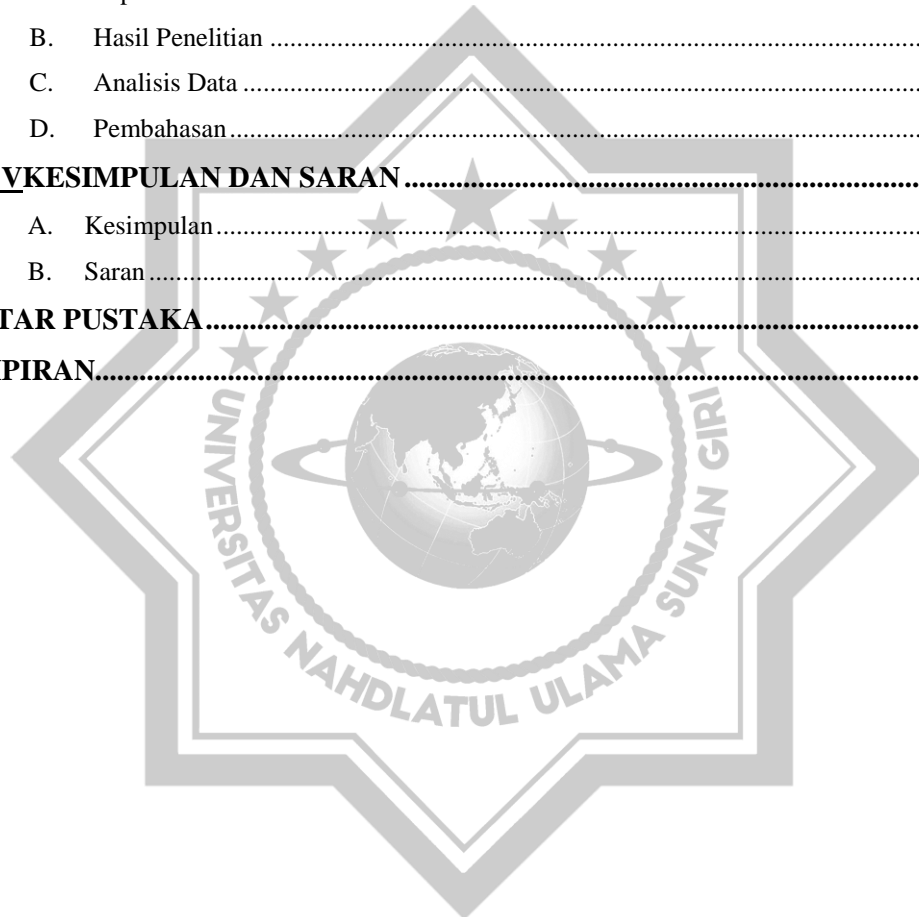 B. Hasil Penelitian ................................................................
C. Analisis Data ................................................................
D. Pembahasan ................................................................
VKESIMPULAN DAN SARAN ................................................................
A. Kesimpulan ................................................................
B. Saran ................................................................
TAR PUSTAKA ................................................................
PIRAN ................................................................
UNIVERSITAS NAHDLATUL ULAMA SUNAN GIRI